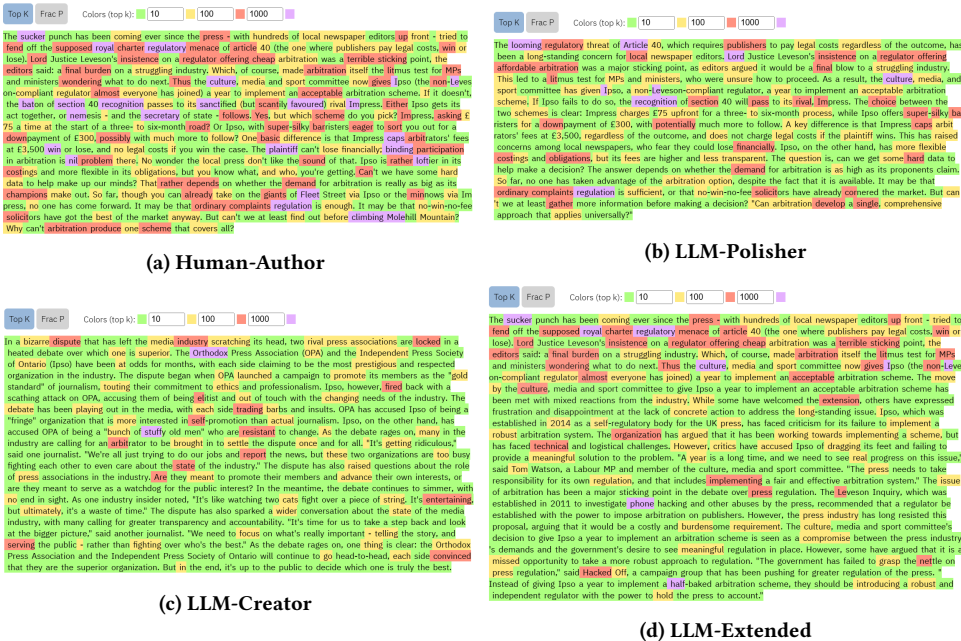 Top K Frac P Colors (top k): 10 100 1000
The sucker punch has been coming ever since the press - with hundreds of local newspaper editors up front - tried to
fend off the supposed royal charter regulatory menace of article 40 (the one where publishers pay legal costs, win or
lose). Lord Justice Leveson's insistence on a regulator offering cheap arbitration was a terrible sticking point, the
editors said: a final burden on a struggling industry. Which, of course, made arbitration itself the litmus test for MPs
and ministers wondering what to do next. Thus the culture, media and sport committee now gives Ipso (the non-Leves
on-compliant regulator almost everyone has joined) a year to implement an acceptable arbitration scheme. If it doesn't,
the baton of section 40 recognition passes to its sanctified (but scantily favoured) rival Impress. Either Ipso gets its
act together, or nemesis - and the secretary of state - follows. Yes, but which scheme do you pick? Impress, asking £
75 a time at the start of a three- to six-month road? Or Ipso, with super-silky barristers eager to sort you out for a
downpayment of £300, possibly with much more to follow? One basic difference is that Impress caps arbitrators' fees
at £3,500 win or lose, and no legal costs if you win the case. The plaintiff can't lose financially: binding participation
in arbitration is nil problem there. No wonder the local press don't like the sound of that. Ipso is rather loftier in its
costings and more flexible in its obligations, but you know what, and who, you're getting. Can't we have some hard
data to help make up our minds? That rather depends on whether the demand for arbitration is really as big as its
champions make out. So far, though you can already take on the giants of Fleet Street via Ipso or the minnows via Im
press, no one has come forward. It may be that ordinary complaints regulation is enough. It may be that no-win-no-fee
solicitors have got the best of the market anyway. But can't we at least find out before climbing Molehill Mountain?
Why can't arbitration produce one scheme that covers all?
(a) Human-Author
Top K Frac P Colors (top k): 10 100 1000
The looming regulatory threat of Article 40, which requires publishers to pay legal costs regardless of the outcome, has
been a long-standing concern for local newspaper editors. Lord Justice Leveson's insistence on a regulator offering
affordable arbitration was a major sticking point, as editors argued it would be a final blow to a struggling industry.
This led to a litmus test for MPs and ministers, who were unsure how to proceed. As a result, the culture, media, and
sport committee has given Ipso, a non-Leveson-compliant regulator, a year to implement an acceptable arbitration
scheme. If Ipso fails to do so, the recognition of section 40 will pass to its rival, Impress. The choice between the
two schemes is clear: Impress charges £75 upfront for a three- to six-month process, while Ipso offers super-silky ba
risters for a downpayment of £300, with potentially much more to follow. A key difference is that Impress caps arbit
rators' fees at £3,500, regardless of the outcome, and does not charge legal costs if the plaintiff wins. This has raised
concerns among local newspapers, who fear they could lose financially. Ipso, on the other hand, has more flexible
costings and obligations, but its fees are higher and less transparent. The question is, can we get some hard data to
help make a decision? The answer depends on whether the demand for arbitration is as high as its proponents claim.
So far, no one has taken advantage of the arbitration option, despite the fact that it is available. It may be that
ordinary complaints regulation is sufficient, or that no-win-no-fee solicitors have already cornered the market. But can
't we at least gather more information before making a decision? "Can arbitration develop a single, comprehensive
approach that applies universally?"
(b) LLM-Polisher
Top K Frac P Colors (top k): 10 100 1000
In a bizarre dispute that has left the media industry scratching its head, two rival press associations are locked in a
heated debate over which one is superior. The Orthodox Press Association (OPA) and the Independent Press Society
of Ontario (Ipso) have been at odds for months, with each side claiming to be the most prestigious and respected
organization in the industry. The dispute began when OPA launched a campaign to promote its members as the "gold
standard" of journalism, touting their commitment to ethics and professionalism. Ipso, however, fired back with a
scathing attack on OPA, accusing them of being elitist and out of touch with the changing needs of the industry. The
debate has been playing out in the media, with each side trading barbs and insults. OPA has accused Ipso of being a
"fringe" organization that is more interested in self-promotion than actual journalism. Ipso, on the other hand, has
accused OPA of being a "bunch of stuffy old men" who are resistant to change. As the debate rages on, many in the
industry are calling for an arbitrator to be brought in to settle the dispute once and for all. "It's getting ridiculous,"
said one journalist. "We're all just trying to do our jobs and report the news, but these two organizations are too
busy fighting each other to even care about the state of the industry." The dispute has also raised questions about the role
of press associations in the industry. Are they meant to promote their members and advance their own interests, or
are they meant to serve as a watchdog for the public interest? In the meantime, the debate continues to simmer, with
no end in sight. As one industry insider noted, "It's like watching two cats fight over a piece of string. It's entertaining,
but ultimately, it's a waste of time." The dispute has also sparked a wider conversation about the state of the media
industry, with many calling for greater transparency and accountability. "It's time for us to take a step back and look
at the bigger picture," said another journalist. "We need to focus on what's really important - telling the story, and
serving the public - rather than fighting over who's the best." As the debate rages on, one thing is clear: the Orthodox
Press Association and the Independent Press Society of Ontario will continue to go head-to-head, each side convinced
that they are the superior organization. But in the end, it's up to the public to decide which one is truly the best.
(c) LLM-Creator
Top K Frac P Colors (top k): 10 100 1000
The sucker punch has been coming ever since the press - with hundreds of local newspaper editors up front - tried to
fend off the supposed royal charter regulatory menace of article 40 (the one where publishers pay legal costs, win or
lose). Lord Justice Leveson's insistence on a regulator offering cheap arbitration was a terrible sticking point, the
editors said: a final burden on a struggling industry. Which, of course, made arbitration itself the litmus test for MPs
and ministers wondering what to do next. Thus the culture, media and sport committee now gives Ipso (the non-Leve
son-compliant regulator almost everyone has joined) a year to implement an acceptable arbitration scheme. The move
by the culture, media and sport committee to give Ipso a year to implement an acceptable arbitration scheme has
been met with mixed reactions from the industry. While some have welcomed the extension, others have expressed
frustration and disappointment at the lack of concrete action to address the long-standing issue. Ipso, which was
established in 2014 as a self-regulatory body for the UK press, has faced criticism for its failure to implement a
robust arbitration system. The organization has argued that it has been working towards implementing a scheme, but
has faced technical and logistical challenges. However, critics have accused Ipso of dragging its feet and failing to
provide a meaningful solution to the problem. "A year is a long time, and we need to see real progress on this issue,"
said Tom Watson, a Labour MP and member of the culture, media and sport committee. "The press needs to take
responsibility for its own regulation, and that includes implementing a fair and effective arbitration system." The issue
of arbitration has been a major sticking point in the debate over press regulation. The Leveson Inquiry, which was
established in 2011 to investigate phone hacking and other abuses by the press, recommended that a regulator be
established with the power to impose arbitration on publishers. However, the press industry has long resisted this
proposal, arguing that it would be a costly and burdensome requirement. The culture, media and sport committee's
decision to give Ipso a year to implement an arbitration scheme is seen as a compromise between the press industry
's demands and the government's desire to see meaningful regulation in place. However, some have argued that it is a
missed opportunity to take a more robust approach to regulation. "The government has failed to grasp the nettle on
press regulation," said Hacked Off, a campaign group that has been pushing for greater regulation of the press. "
Instead of giving Ipso a year to implement a half-baked arbitration scheme, they should be introducing a robust and
independent regulator with the power to hold the press to account."
(d) LLM-Extended